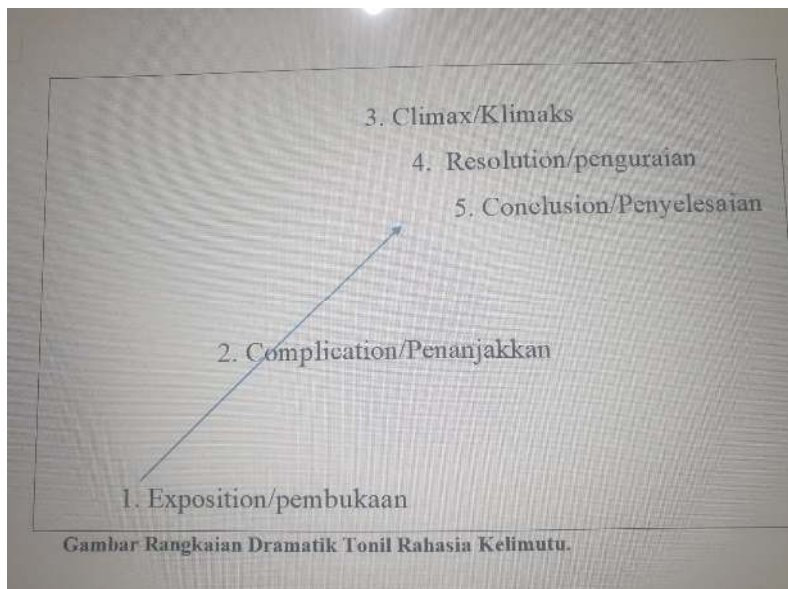 3. Climax/Klimaks
4. Resolution/penguraian
5. Conclusion/Penyelesaian
2. Complication/Penanjakkan
1. Exposition/pembukaan
Gambar Rangkaian Dramatik Tonil Rahasia Kelimutu.